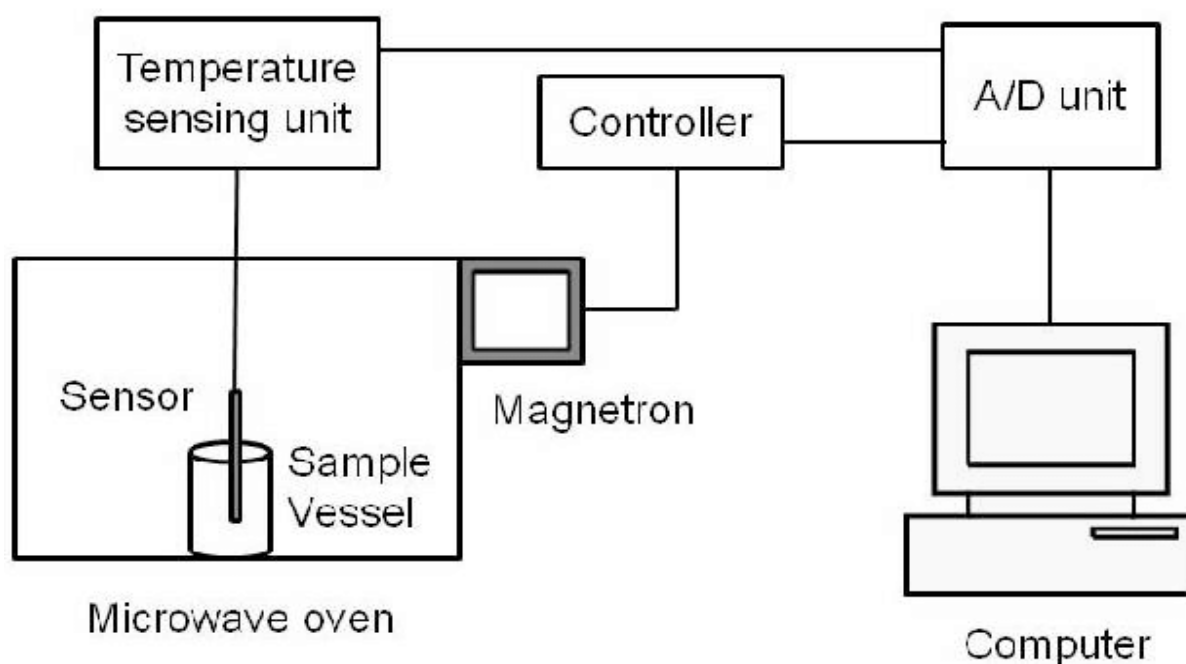 Temperature
sensing unit
Controller
A/D unit
Sensor
Magnetron
Sample
Vessel
Microwave oven
Computer